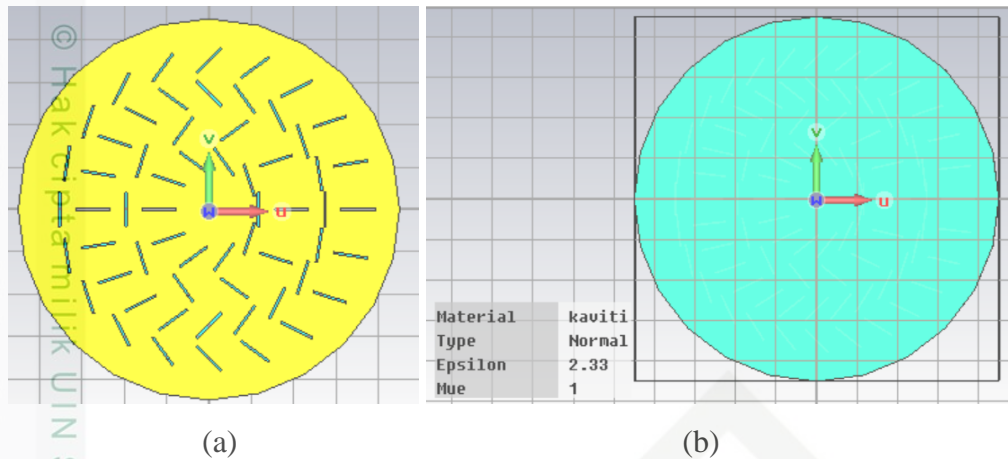 © Hak cipta milik UIN S
v
w
u
v
w
u
Material kaviti
Type Normal
Epsilon 2.33
Mue 1
(a)
(b)